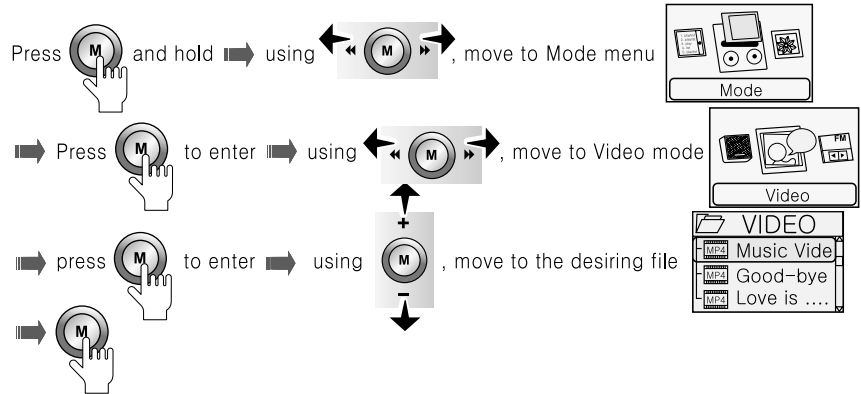 Press M and hold using M , move to Mode menu
Mode
Press M to enter using M , move to Video mode
FM
Video
press M to enter using + M − , move to the desiring file
VIDEO
MP4 Music Vide
MP4 Good-bye
MP4 Love is ....
M